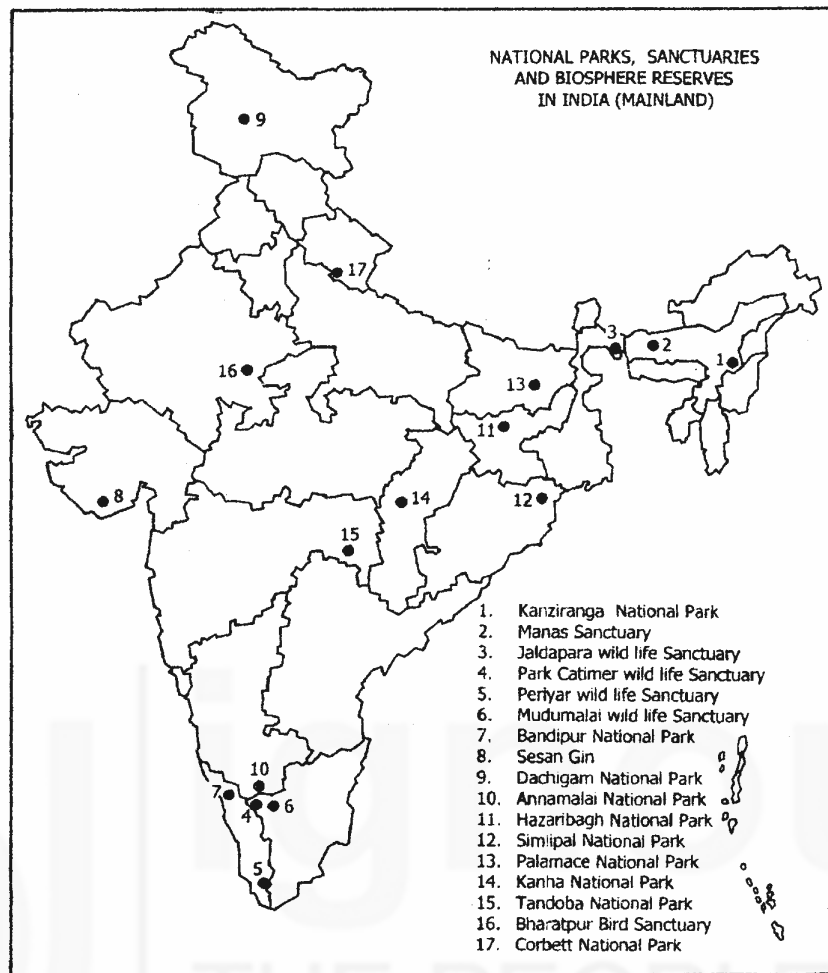 NATIONAL PARKS, SANCTUARIES
AND BIOSPHERE RESERVES
IN INDIA (MAINLAND)
9
17
3
2
1
16
13
11
8
14
12
15
10
7
4
6
5
1. Kanziranga National Park
2. Manas Sanctuary
3. Jaldapara wild life Sanctuary
4. Park Catimer wild life Sanctuary
5. Periyar wild life Sanctuary
6. Mudumalai wild life Sanctuary
7. Bandipur National Park
8. Sesan Gin
9. Dachigam National Park
10. Annamalai National Park
11. Hazaribagh National Park
12. Simlipal National Park
13. Palamace National Park
14. Kanha National Park
15. Tandoba National Park
16. Bharatpur Bird Sanctuary
17. Corbett National Park
ignou
THE PEOPLE